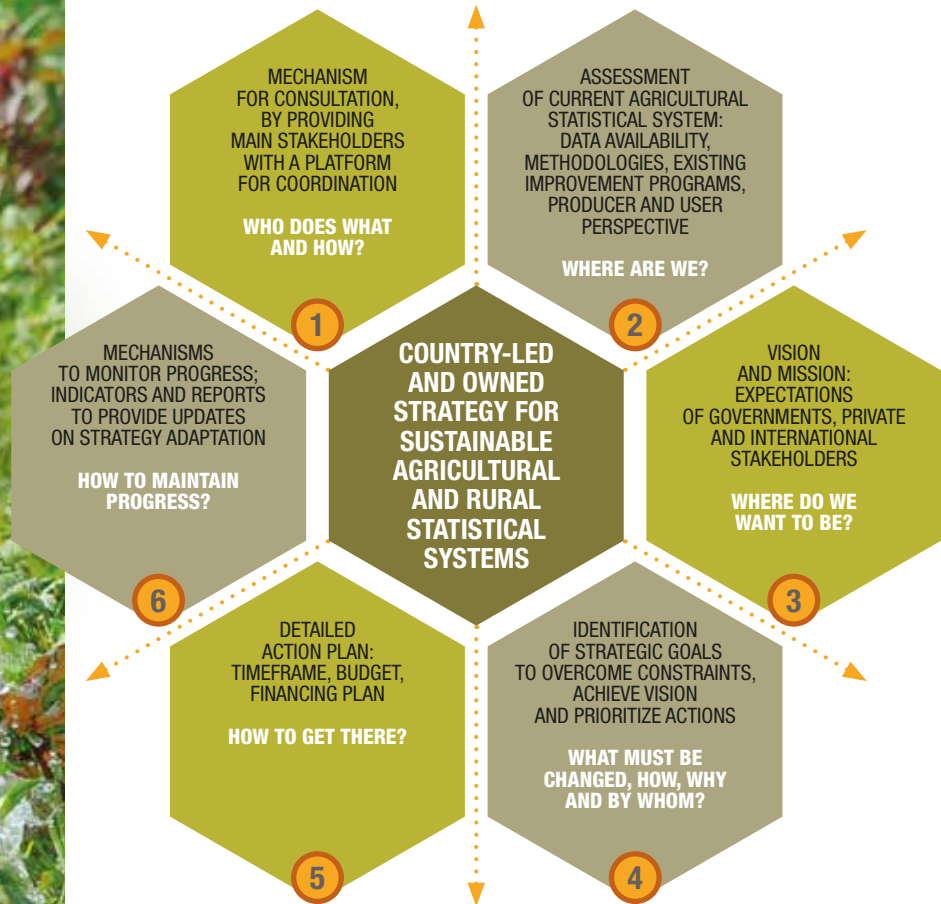 MECHANISM
FOR CONSULTATION,
BY PROVIDING
MAIN STAKEHOLDERS
WITH A PLATFORM
FOR COORDINATION
WHO DOES WHAT
AND HOW?
1
ASSESSMENT
OF CURRENT AGRICULTURAL
STATISTICAL SYSTEM:
DATA AVAILABILITY,
METHODOLOGIES, EXISTING
IMPROVEMENT PROGRAMS,
PRODUCER AND USER
PERSPECTIVE
WHERE ARE WE?
2
VISION
AND MISSION:
EXPECTATIONS
OF GOVERNMENTS, PRIVATE
AND INTERNATIONAL
STAKEHOLDERS
WHERE DO WE
WANT TO BE?
3
IDENTIFICATION
OF STRATEGIC GOALS
TO OVERCOME CONSTRAINTS,
ACHIEVE VISION
AND PRIORITIZE ACTIONS
WHAT MUST BE
CHANGED, HOW, WHY
AND BY WHOM?
4
DETAILED
ACTION PLAN:
TIMEFRAME, BUDGET,
FINANCING PLAN
HOW TO GET THERE?
5
MECHANISMS
TO MONITOR PROGRESS;
INDICATORS AND REPORTS
TO PROVIDE UPDATES
ON STRATEGY ADAPTATION
HOW TO MAINTAIN
PROGRESS?
6
COUNTRY-LED
AND OWNED
STRATEGY FOR
SUSTAINABLE
AGRICULTURAL
AND RURAL
STATISTICAL
SYSTEMS